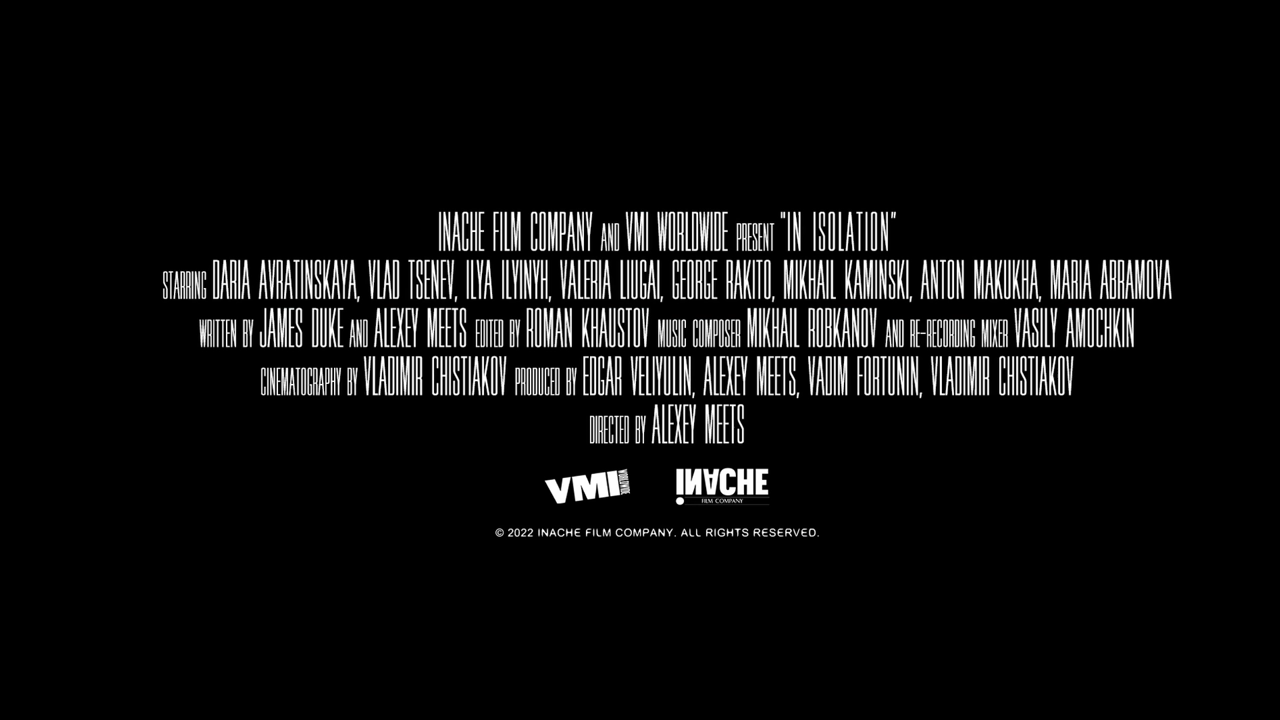 INACHE FILM COMPANY AND VMI WORLDWIDE PRESENT "IN ISOLATION"
STARRING DARIA AVRATINSKAYA, VLAD TSENEV, ILYA ILYINYH, VALERIA LIUGAI, GEORGE RAKITO, MIKHAIL KAMINSKI, ANTON MAKUKHA, MARIA ABRAMOVA
WRITTEN BY JAMES DUKE AND ALEXEY MEETS EDITED BY ROMAN KHAUSTOV MUSIC COMPOSER MIKHAIL ROBKANOV AND RE-RECORDING MIXER VASILY AMOCHKIN
CINEMATOGRAPHY BY VLADIMIR CHISTIAKOV PRODUCED BY EDGAR VELIYULIN, ALEXEY MEETS, VADIM FORTUNIN, VLADIMIR CHISTIAKOV
DIRECTED BY ALEXEY MEETS
VMI WORLDWIDE INACHE
FILM COMPANY
© 2022 INACHE FILM COMPANY. ALL RIGHTS RESERVED.